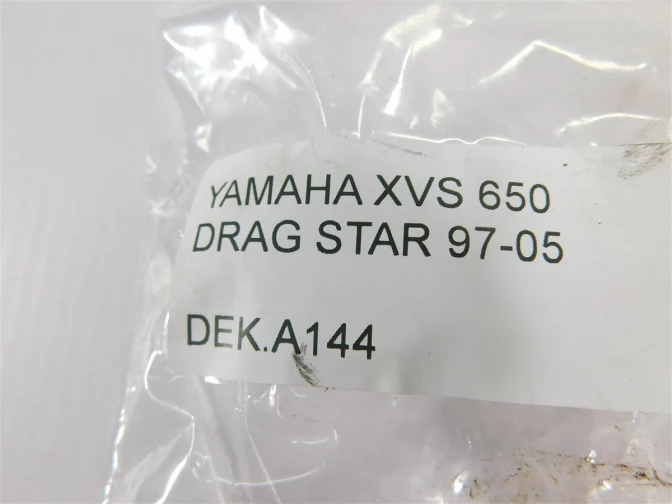 YAMAHA XVS 650
DRAG STAR 97-05
DEK.A144